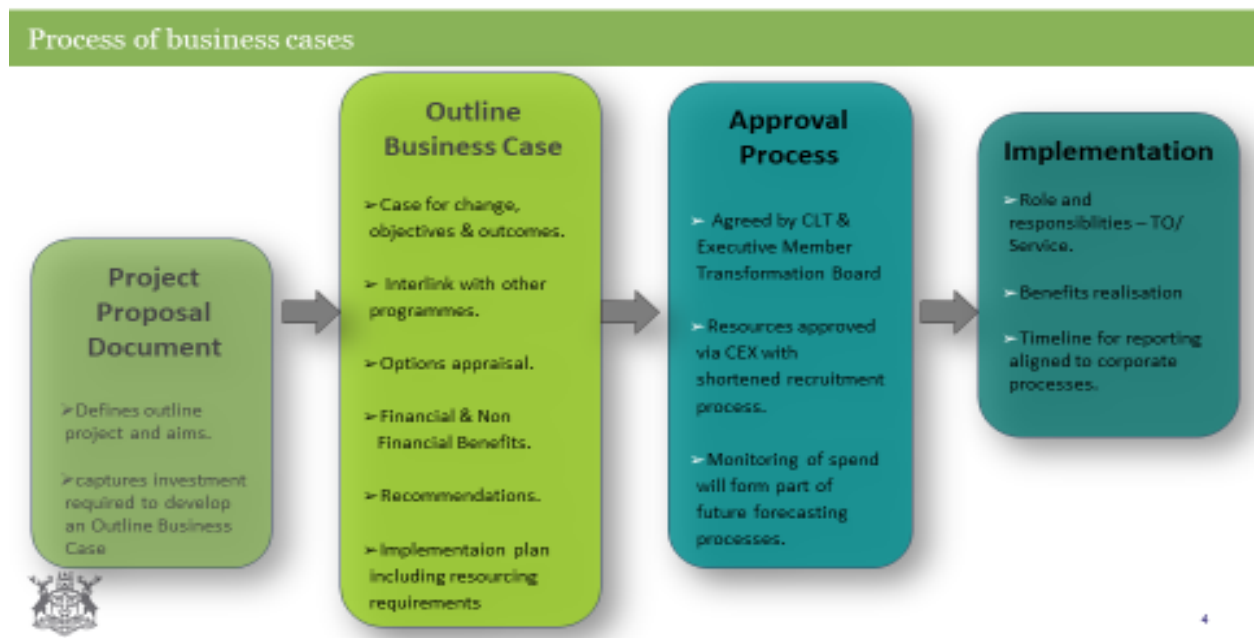 Process of business cases
Project
Proposal
Document
➢Defines outline
project and aims.
➢captures investment
required to develop
an Outline Business
Case
Outline
Business Case
➢Case for change,
objectives & outcomes.
➢ Interlink with other
programmes.
➢Options appraisal.
➢Financial & Non
Financial Benefits.
➢Recommendations.
➢Implementaion plan
including resourcing
requirements
Approval
Process
➢ Agreed by CLT &
Executive Member
Transformation Board
➢Resources approved
via CEX with
shortened recruitment
process.
➢Monitoring of spend
will form part of
future forecasting
processes.
Implementation
➢Role and
responsiblities – TO/
Service.
➢Benefits realisation
➢Timeline for reporting
aligned to corporate
processes.
4